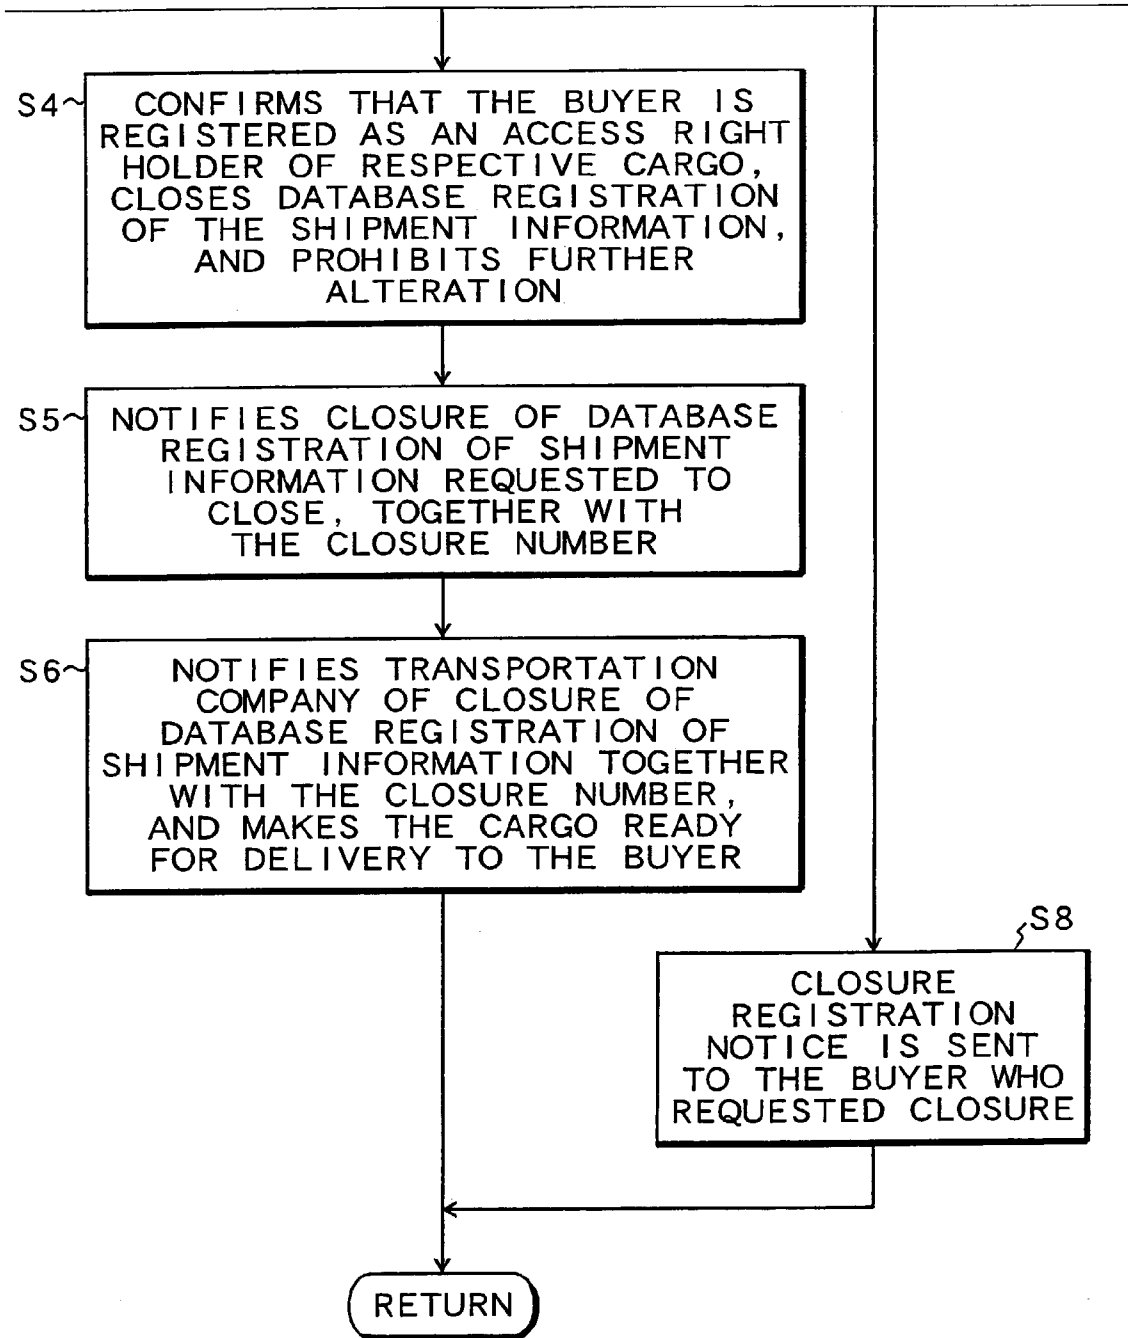 S4
CONFIRMS THAT THE BUYER IS
REGISTERED AS AN ACCESS RIGHT
HOLDER OF RESPECTIVE CARGO,
CLOSES DATABASE REGISTRATION
OF THE SHIPMENT INFORMATION,
AND PROHIBITS FURTHER
ALTERATION
S5
NOTIFIES CLOSURE OF DATABASE
REGISTRATION OF SHIPMENT
INFORMATION REQUESTED TO
CLOSE, TOGETHER WITH
THE CLOSURE NUMBER
S6
NOTIFIES TRANSPORTATION
COMPANY OF CLOSURE OF
DATABASE REGISTRATION OF
SHIPMENT INFORMATION TOGETHER
WITH THE CLOSURE NUMBER,
AND MAKES THE CARGO READY
FOR DELIVERY TO THE BUYER
S8
CLOSURE
REGISTRATION
NOTICE IS SENT
TO THE BUYER WHO
REQUESTED CLOSURE
RETURN